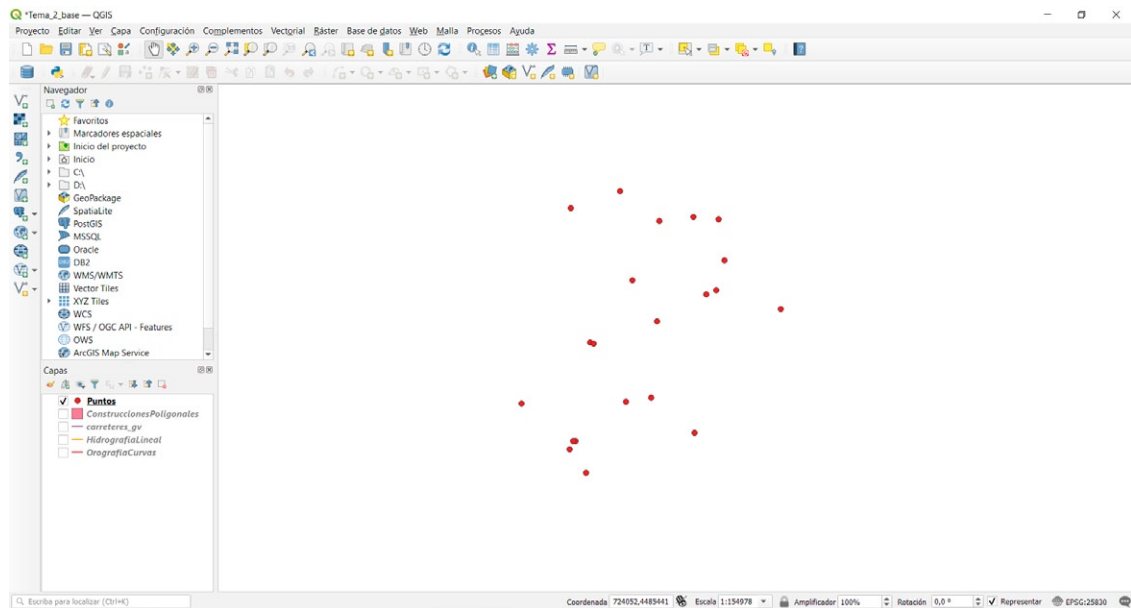 *Tema_2_base — QGIS
Proyecto Editar Ver Capa Configuración Complementos Vectorial Ráster Base de datos Web Malla Procesos Ayuda
Navegador
Favoritos
Marcadores espaciales
Inicio del proyecto
Inicio
C:\
D:\
GeoPackage
SpatiaLite
PostGIS
MSSQL
Oracle
DB2
WMS/WMTS
Vector Tiles
XYZ Tiles
WCS
WFS / OGC API - Features
OWS
ArcGIS Map Service
Capas
Puntos
ConstruccionesPoligonales
carreteres_gv
HidrografiaLineal
OrografiaCurvas
Escriba para localizar (Ctrl+K)
Coordenada 724052,4485441 Escala 1:154978 Amplificador 100% Rotación 0,0 ° Representar EPSG:25830